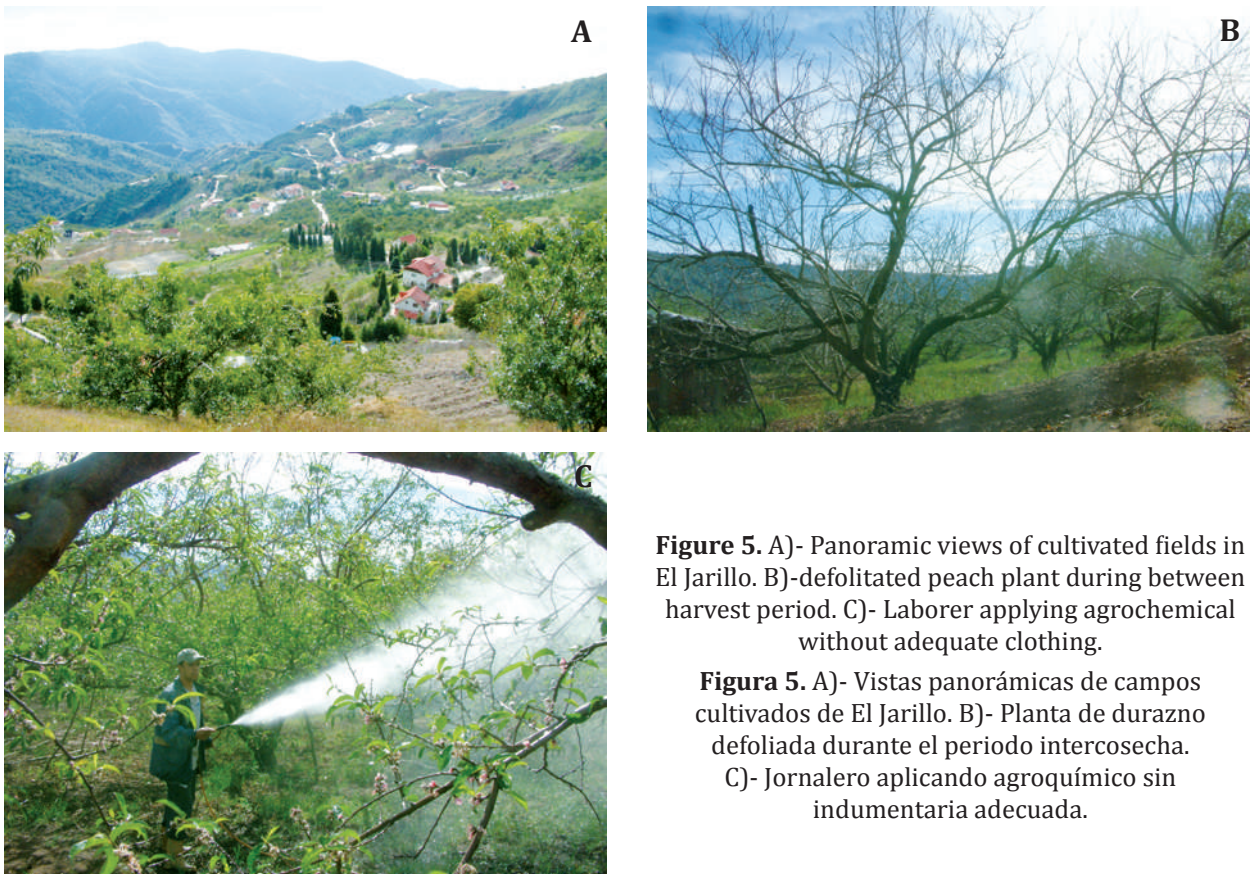 A
B
C
Figure 5. A)- Panoramic views of cultivated fields in
El Jarillo. B)-defolitated peach plant during between
harvest period. C)- Laborer applying agrochemical
without adequate clothing.
Figura 5. A)- Vistas panorámicas de campos
cultivados de El Jarillo. B)- Planta de durazno
defoliada durante el periodo intercosecha.
C)- Jornalero aplicando agroquímico sin
indumentaria adecuada.